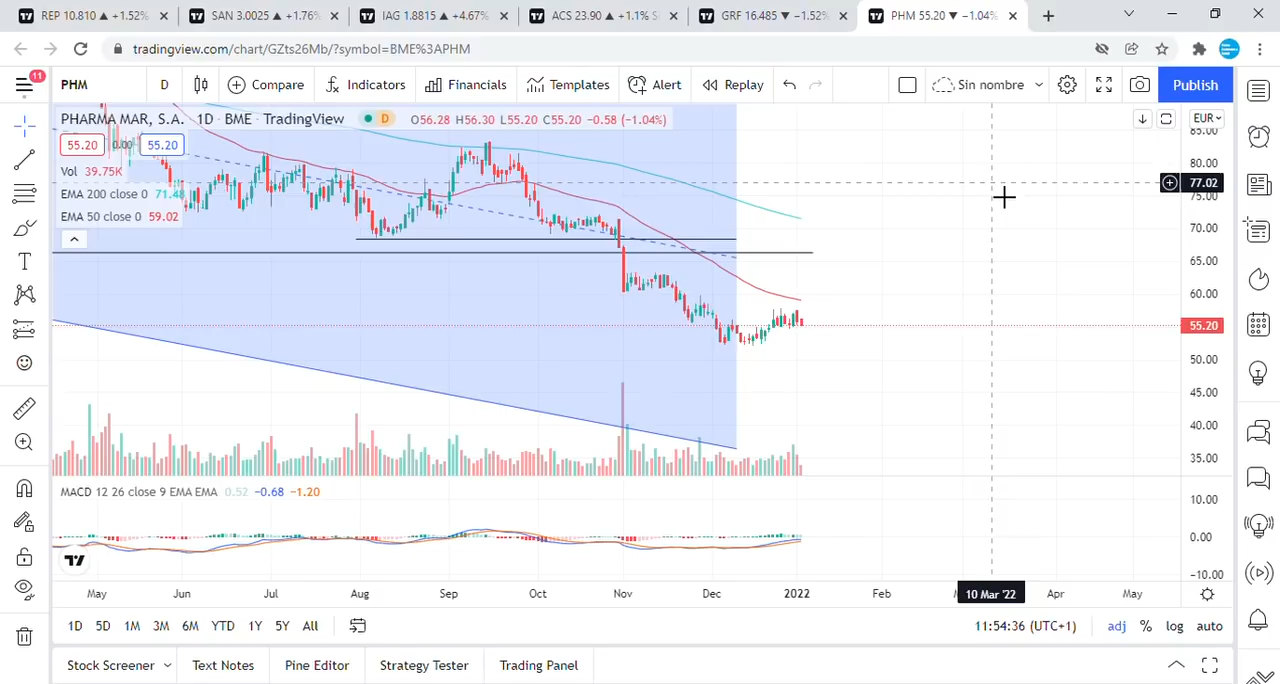 REP 10.810 ▲ +1.52%
SAN 3.0025 ▲ +1.76%
IAG 1.8815 ▲ +4.67%
ACS 23.90 ▲ +1.1%
GRF 16.485 ▼ −1.52%
PHM 55.20 ▼ −1.04%
tradingview.com/chart/GZts26Mb/?symbol=BME%3APHM
11
PHM
D
Compare
Indicators
Financials
Templates
Alert
Replay
Sin nombre
Publish
PHARMA MAR, S.A. · 1D · BME · TradingView
D
O56.28 H56.30 L55.20 C55.20 −0.58 (−1.04%)
EUR
55.20
0.00
55.20
Vol 39.75K
EMA 200 close 0 71.48
EMA 50 close 0 59.02
85.00
80.00
77.02
75.00
70.00
65.00
60.00
55.20
50.00
45.00
40.00
35.00
MACD 12 26 close 9 EMA EMA 0.52 −0.68 −1.20
10.00
0.00
−10.00
May
Jun
Jul
Aug
Sep
Oct
Nov
Dec
2022
Feb
10 Mar '22
Apr
May
1D
5D
1M
3M
6M
YTD
1Y
5Y
All
11:54:36 (UTC+1)
adj
%
log
auto
Stock Screener
Text Notes
Pine Editor
Strategy Tester
Trading Panel